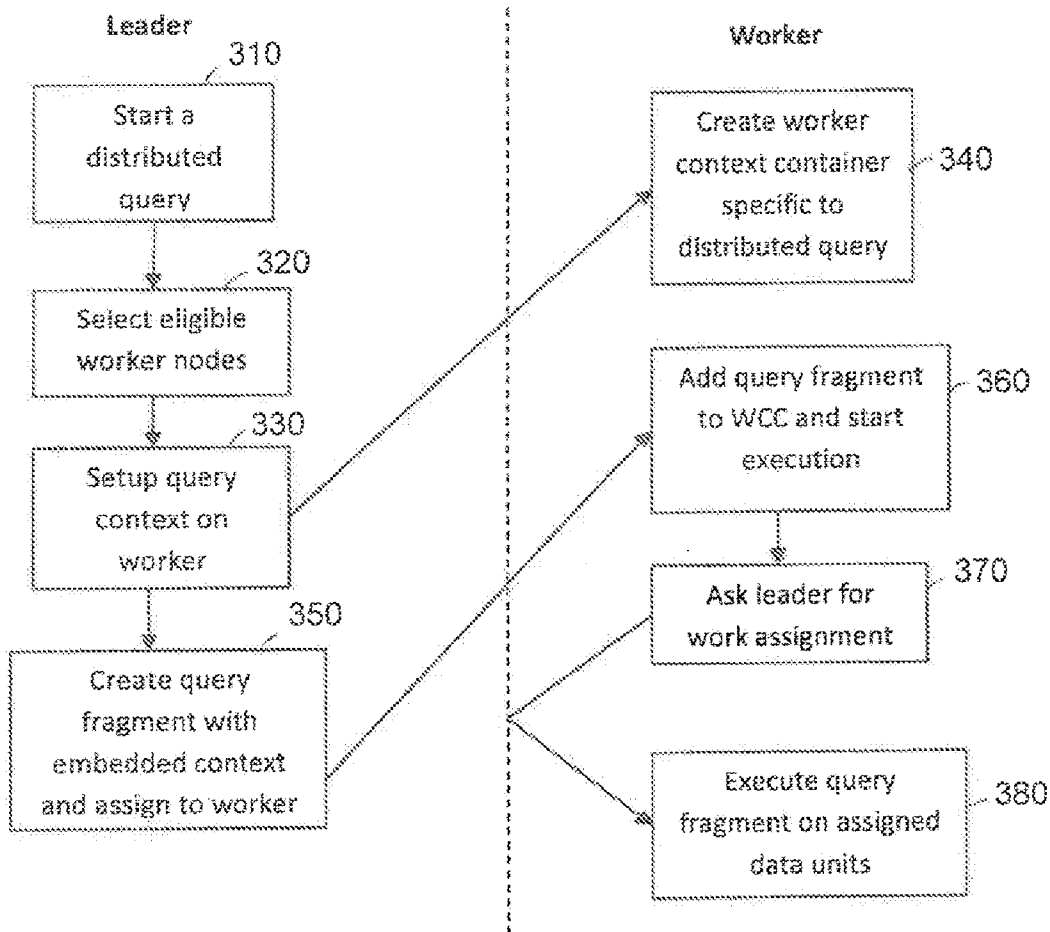 Leader
310
Start a
distributed
query
320
Select eligible
worker nodes
330
Setup query
context on
worker
350
Create query
fragment with
embedded context
and assign to worker
Worker
Create worker
context container
specific to
distributed query
340
Add query fragment
to WCC and start
execution
360
Ask leader for
work assignment
370
Execute query
fragment on assigned
data units
380